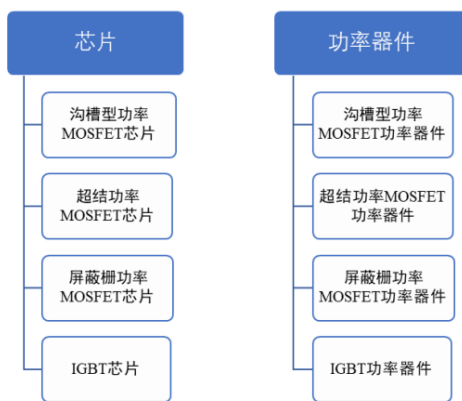 芯片
沟槽型功率
MOSFET芯片
超结功率
MOSFET芯片
屏蔽栅功率
MOSFET芯片
IGBT芯片
功率器件
沟槽型功率
MOSFET功率器件
超结功率MOSFET
功率器件
屏蔽栅功率
MOSFET功率器件
IGBT功率器件